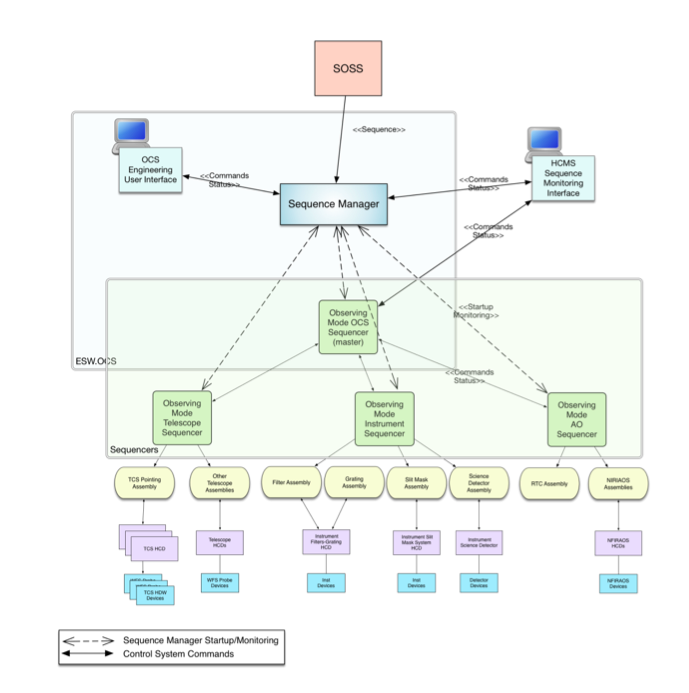 SOSS
<<Sequence>>
OCS
Engineering
User Interface
<<Commands
Status>>
Sequence Manager
<<Commands
Status>>
HCMS
Sequence
Monitoring
Interface
<<Commands
Status>>
Observing
Mode OCS
Sequencer
(master)
<<Startup
Monitoring>>
ESW.OCS
<<Commands
Status>>
Observing
Mode
Telescope
Sequencer
Observing
Mode
Instrument
Sequencer
Observing
Mode
AO
Sequencer
Sequencers
TCS Pointing
Assembly
Other
Telescope
Assemblies
Filter Assembly
Grating
Assembly
Slit Mask
Assembly
Science
Detector
Assembly
RTC Assembly
NIRIAOS
Assemblies
TCS HCD
Telescope
HCDs
Instrument
Filters-Grating
HCD
Instrument Slit
Mask System
HCD
Instrument
Science Detector
NFIRAOS
HCDs
TCS HDW
Devices
WFS Probe
Devices
Inst
Devices
Inst
Devices
Detector
Devices
NFIRAOS
Devices
Sequence Manager Startup/Monitoring
Control System Commands